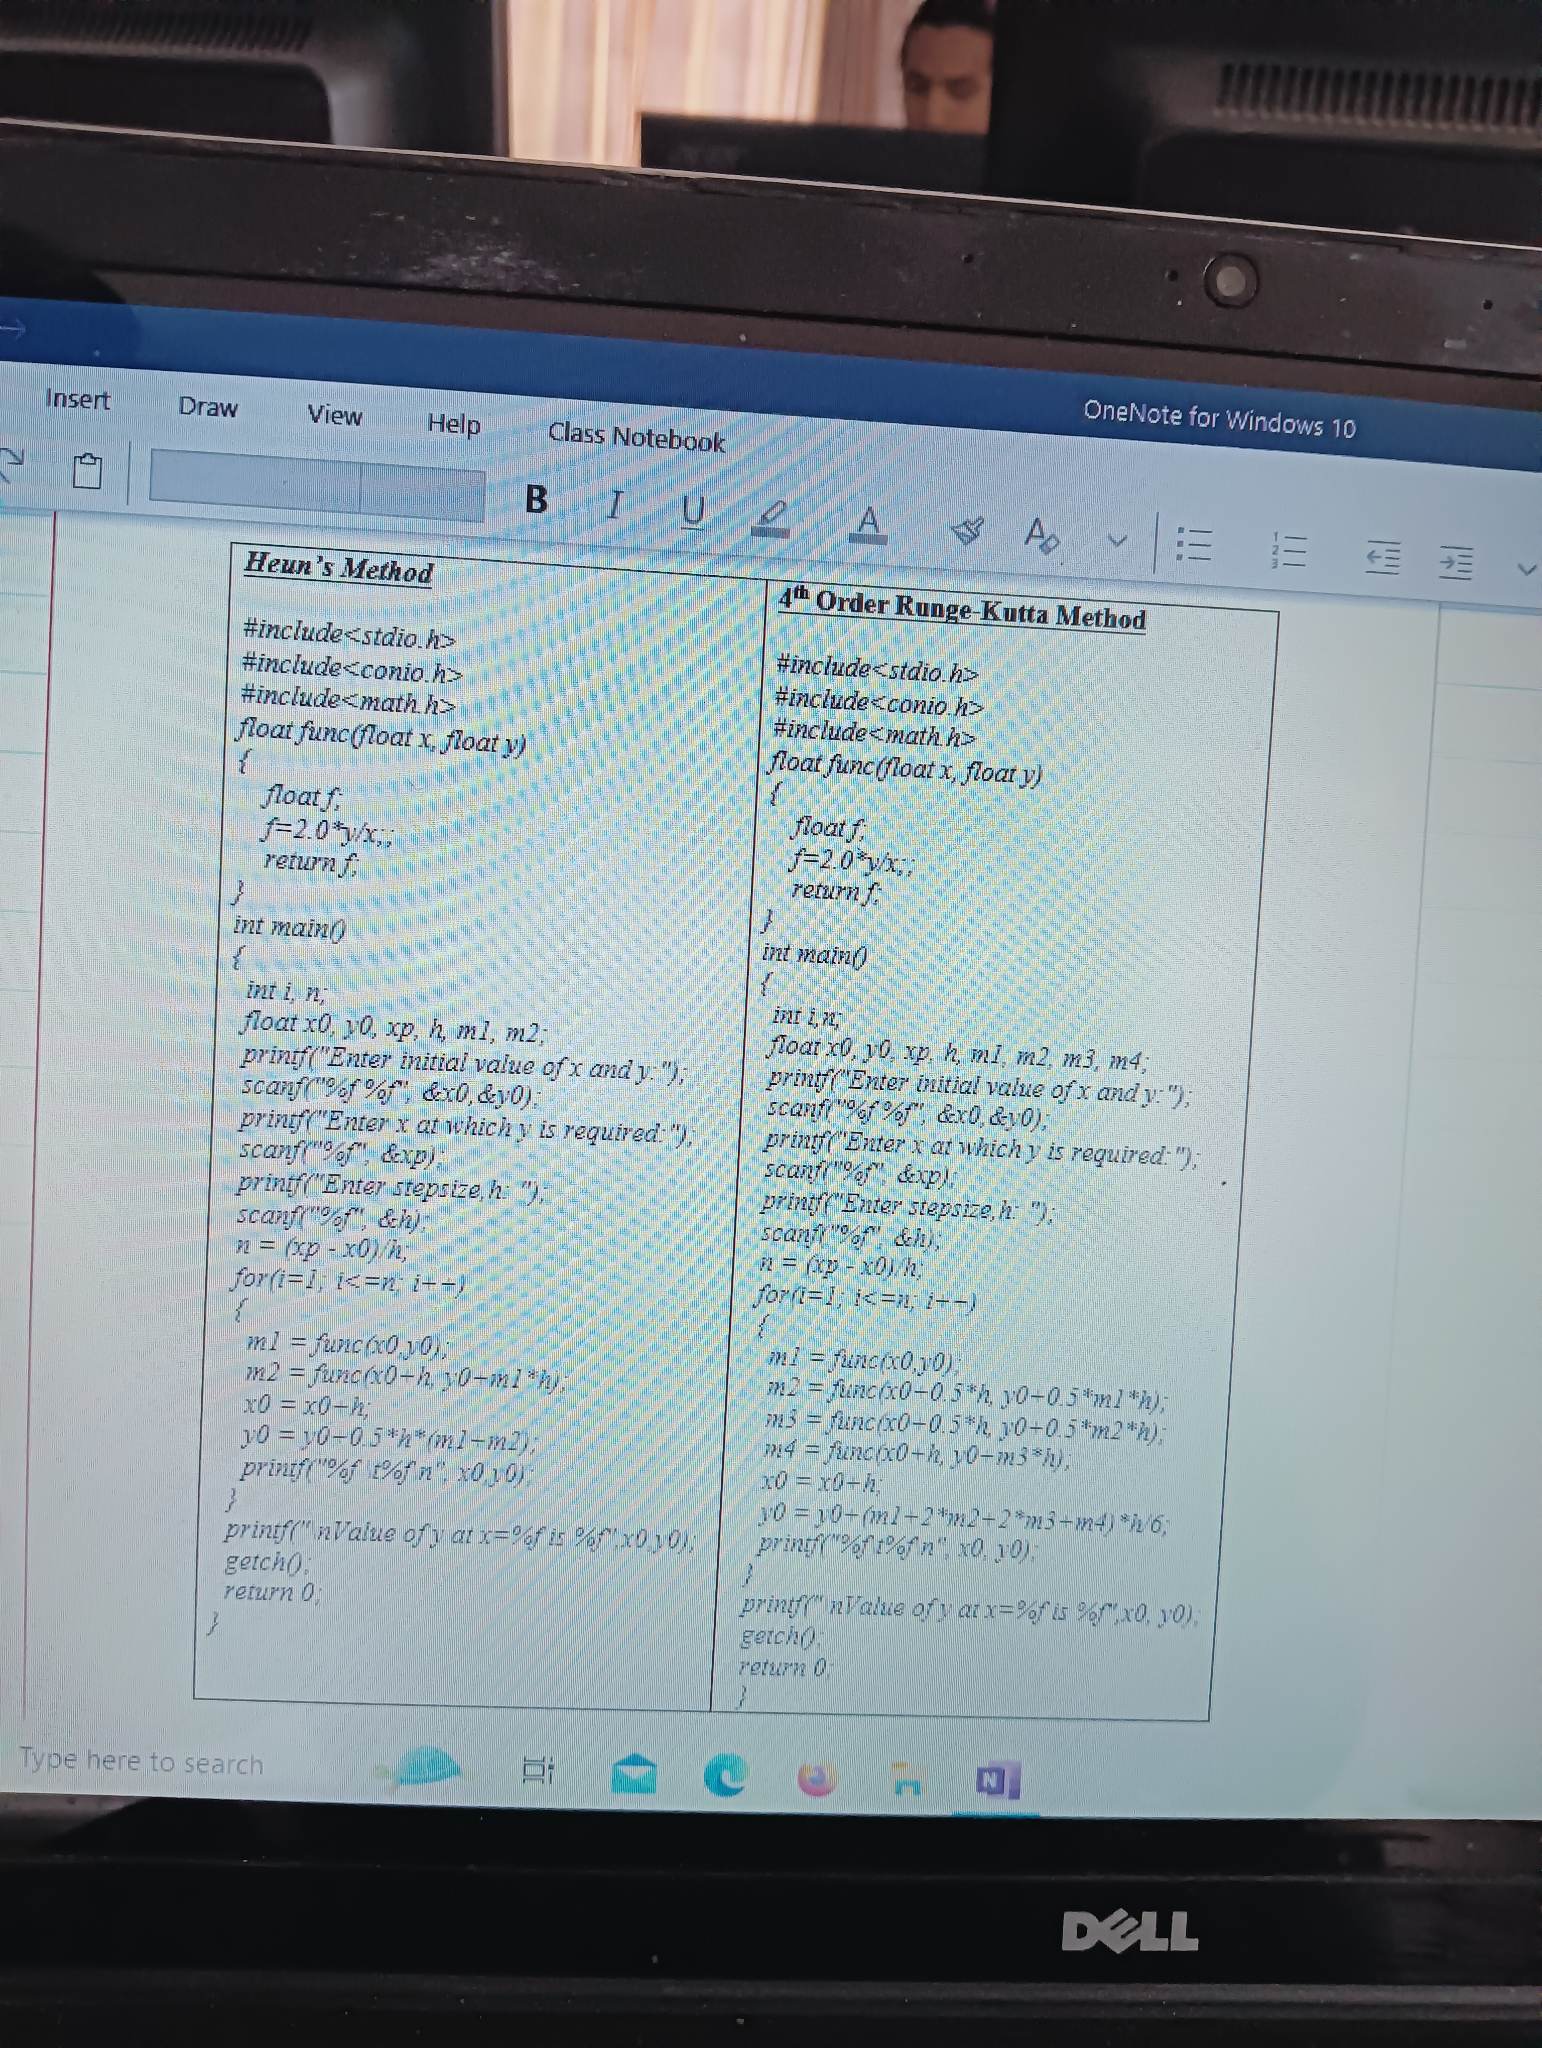 OneNote for Windows 10
Insert Draw View Help Class Notebook
B I U A A
Heun's Method
#include<stdio.h>
#include<conio.h>
#include<math.h>
float func(float x, float y)
{
float f;
f=2.0*y/x;;
return f;
}
int main()
{
int i, n;
float x0, y0, xp, h, m1, m2;
printf("Enter initial value of x and y:");
scanf("%f %f", &x0,&y0);
printf("Enter x at which y is required:");
scanf("%f", &xp);
printf("Enter stepsize,h: ");
scanf("%f", &h);
n = (xp - x0)/h;
for(i=1; i<=n; i++)
{
m1 = func(x0,y0);
m2 = func(x0+h, y0+m1*h);
x0 = x0+h;
y0 = y0+0.5*h*(m1+m2);
printf("%f \t%f\n", x0,y0);
}
printf("\nValue of y at x=%f is %f",x0,y0);
getch();
return 0;
}
4th Order Runge-Kutta Method
#include<stdio.h>
#include<conio.h>
#include<math.h>
float func(float x, float y)
{
float f;
f=2.0*y/x;;
return f;
}
int main()
{
int i,n;
float x0, y0, xp, h, m1, m2, m3, m4;
printf("Enter initial value of x and y:");
scanf("%f %f", &x0,&y0);
printf("Enter x at which y is required:");
scanf("%f", &xp);
printf("Enter stepsize,h: ");
scanf("%f", &h);
n = (xp - x0)/h;
for(i=1; i<=n; i++)
{
m1 = func(x0,y0);
m2 = func(x0+0.5*h, y0+0.5*m1*h);
m3 = func(x0+0.5*h, y0+0.5*m2*h);
m4 = func(x0+h, y0+m3*h);
x0 = x0+h;
y0 = y0+(m1+2*m2+2*m3+m4)*h/6;
printf("%f\t%f\n", x0, y0);
}
printf("\nValue of y at x=%f is %f",x0, y0);
getch();
return 0;
}
Type here to search
N
DELL